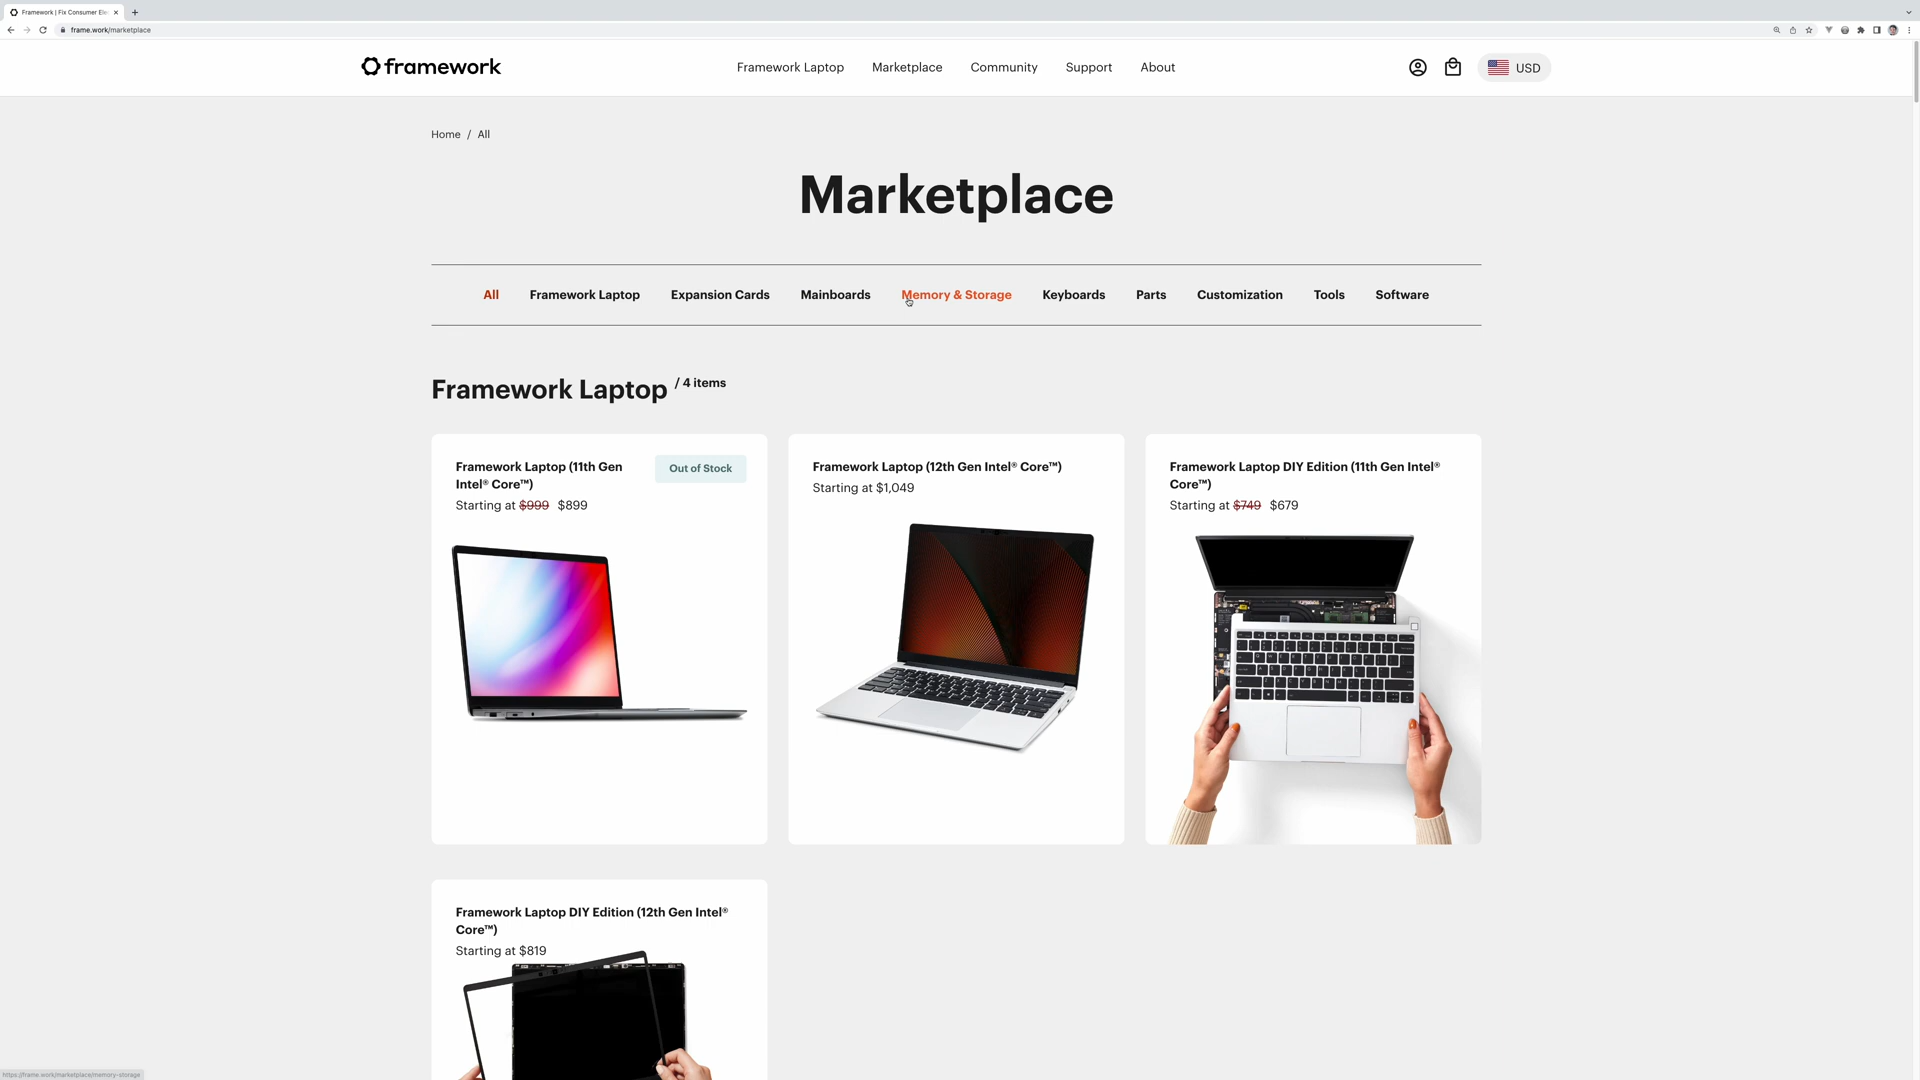 Framework | Fix Consumer Ele
frame.work/marketplace
framework
Framework Laptop
Marketplace
Community
Support
About
USD
Home / All
Marketplace
All
Framework Laptop
Expansion Cards
Mainboards
Memory & Storage
Keyboards
Parts
Customization
Tools
Software
Framework Laptop / 4 items
Framework Laptop (11th Gen
Intel® Core™)
Starting at $999 $899
Out of Stock
Framework Laptop (12th Gen Intel® Core™)
Starting at $1,049
Framework Laptop DIY Edition (11th Gen Intel®
Core™)
Starting at $749 $679
Framework Laptop DIY Edition (12th Gen Intel®
Core™)
Starting at $819
https://frame.work/marketplace/memory-storage